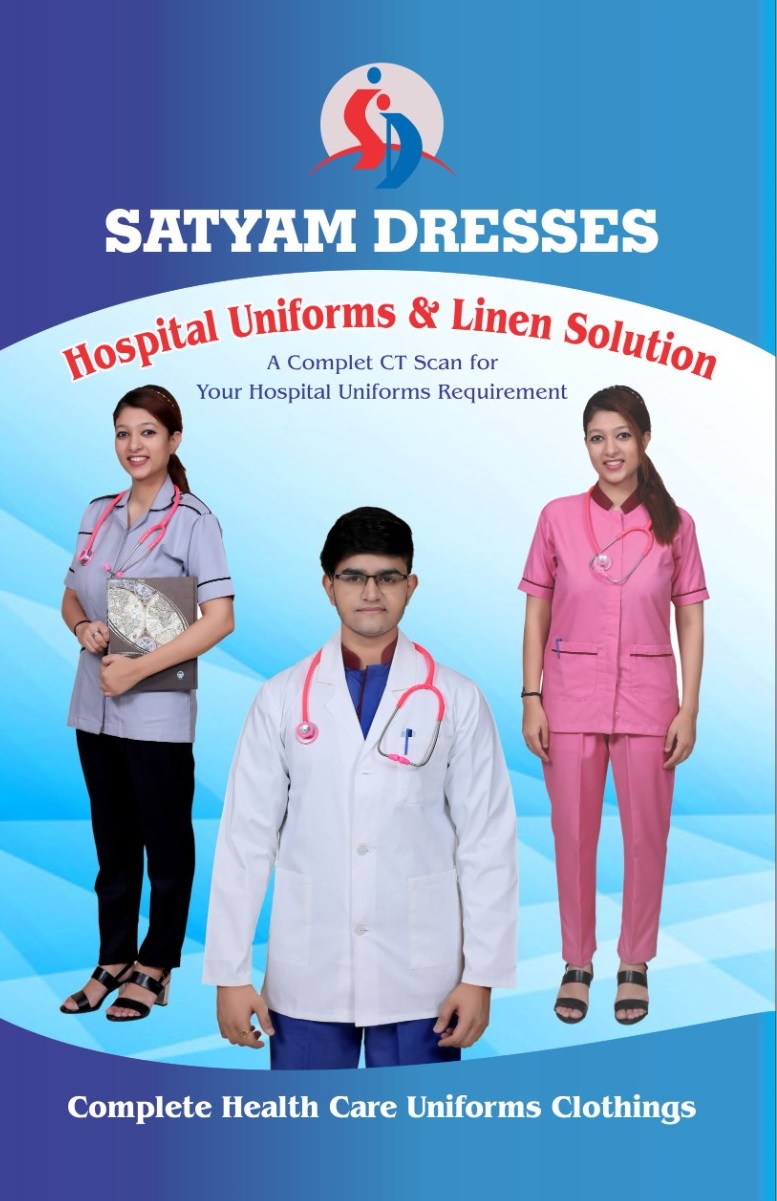 SD
SATYAM DRESSES
Hospital Uniforms & Linen Solution
A Complet CT Scan for
Your Hospital Uniforms Requirement
Complete Health Care Uniforms Clothings